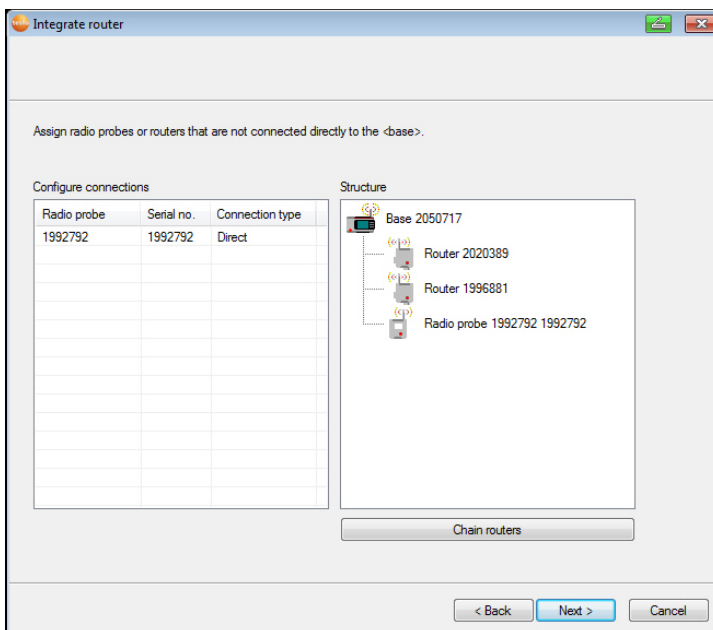 Integrate router
Assign radio probes or routers that are not connected directly to the <base>.
Configure connections
Radio probe Serial no. Connection type
1992792 1992792 Direct
Structure
Base 2050717
Router 2020389
Router 1996881
Radio probe 1992792 1992792
Chain routers
< Back Next > Cancel